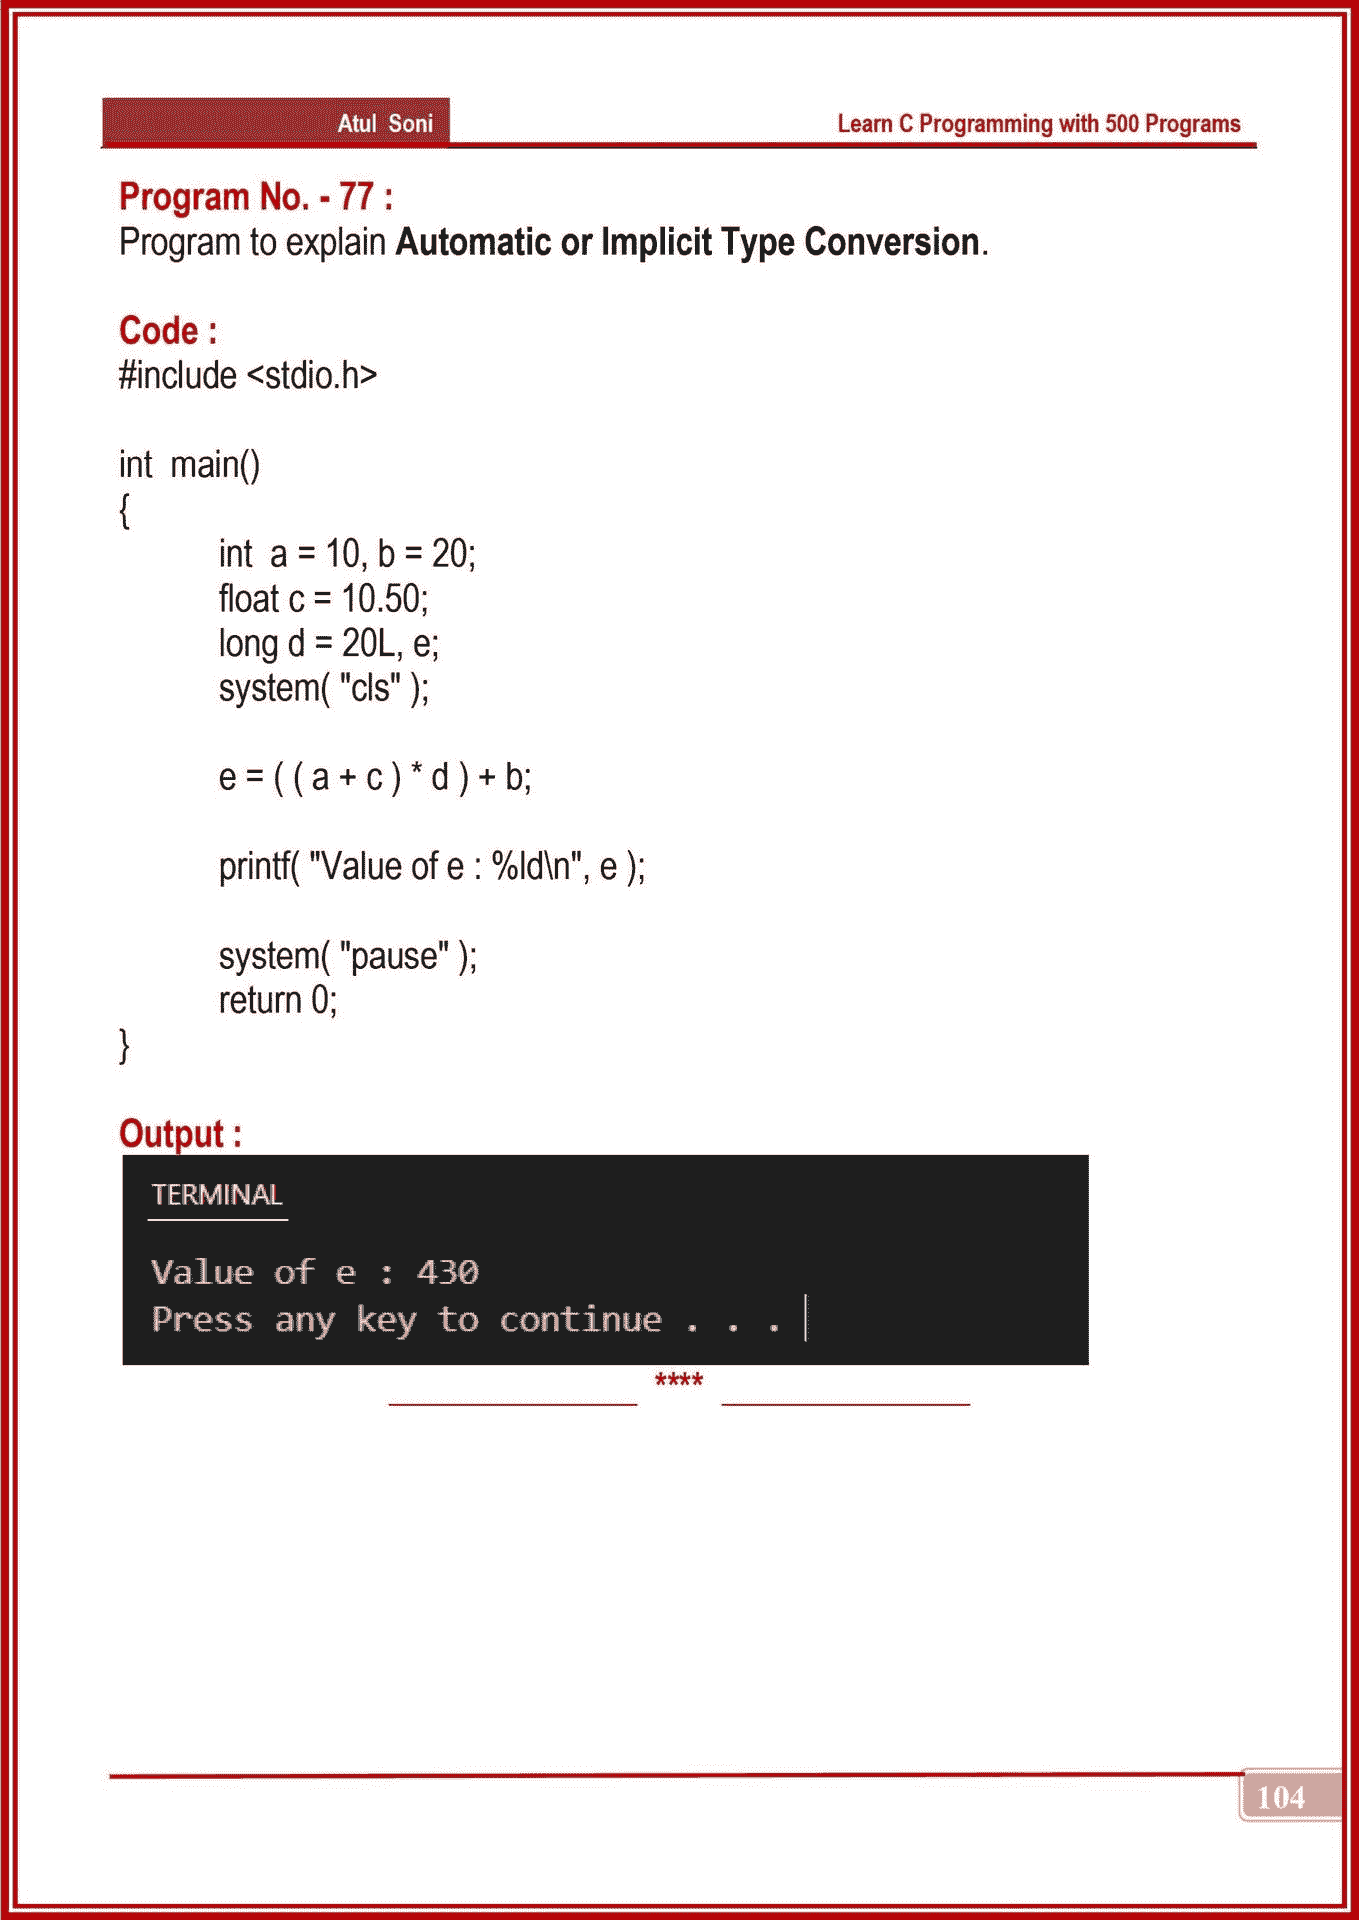 Atul  Soni
Learn C Programming with 500 Programs
Program No. - 77 :
Program to explain Automatic or Implicit Type Conversion.
Code :
#include <stdio.h>
int  main()
{
int  a = 10, b = 20;
float c = 10.50;
long d = 20L, e;
system( "cls" );
e = ( ( a + c ) * d ) + b;
printf( "Value of e : %ld\n", e );
system( "pause" );
return 0;
}
Output :
TERMINAL
Value of e : 430
Press any key to continue . . .
****
104